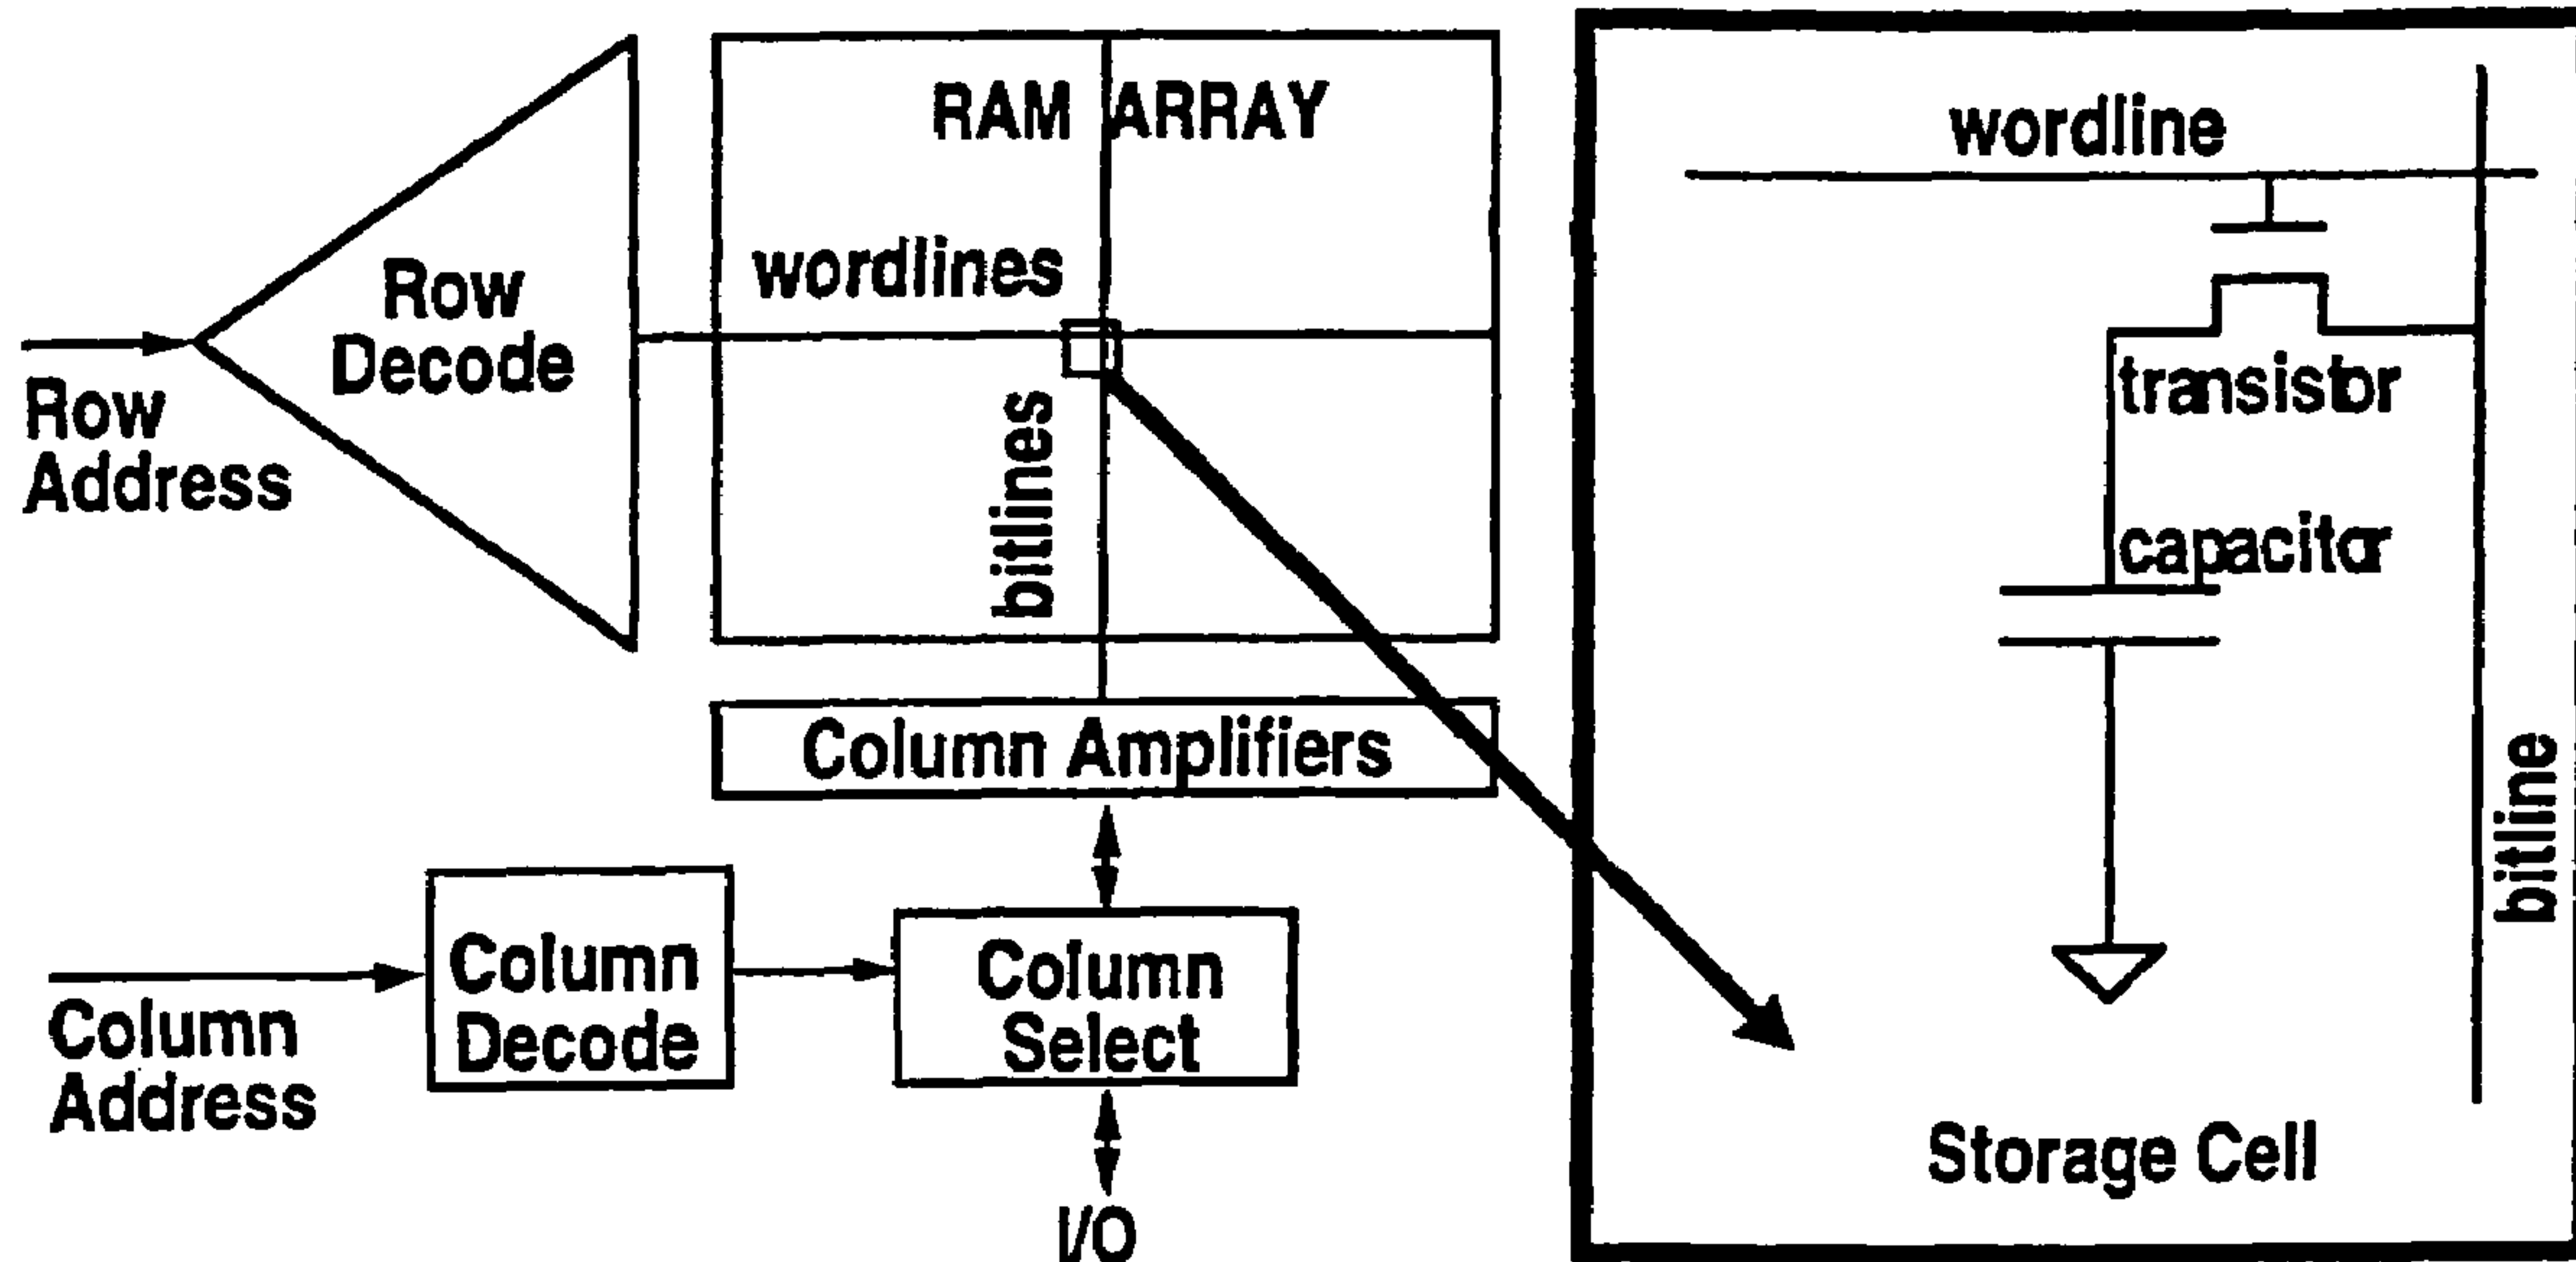 RAM ARRAY
wordlines
Row
Decode
Row
Address
bitlines
Column Amplifiers
Column
Decode
Column
Select
Column
Address
I/O
wordline
transistor
capacitor
bitline
Storage Cell